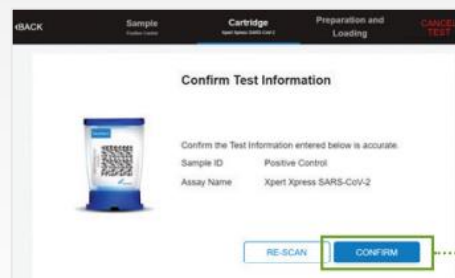 ‹BACK
Sample
Positive Control
Cartridge
Xpert Xpress SARS-CoV-2
Preparation and
Loading
CANCEL
TEST
Confirm Test Information
Confirm the Test Information entered below is accurate.
Sample ID Positive Control
Assay Name Xpert Xpress SARS-CoV-2
RE-SCAN CONFIRM